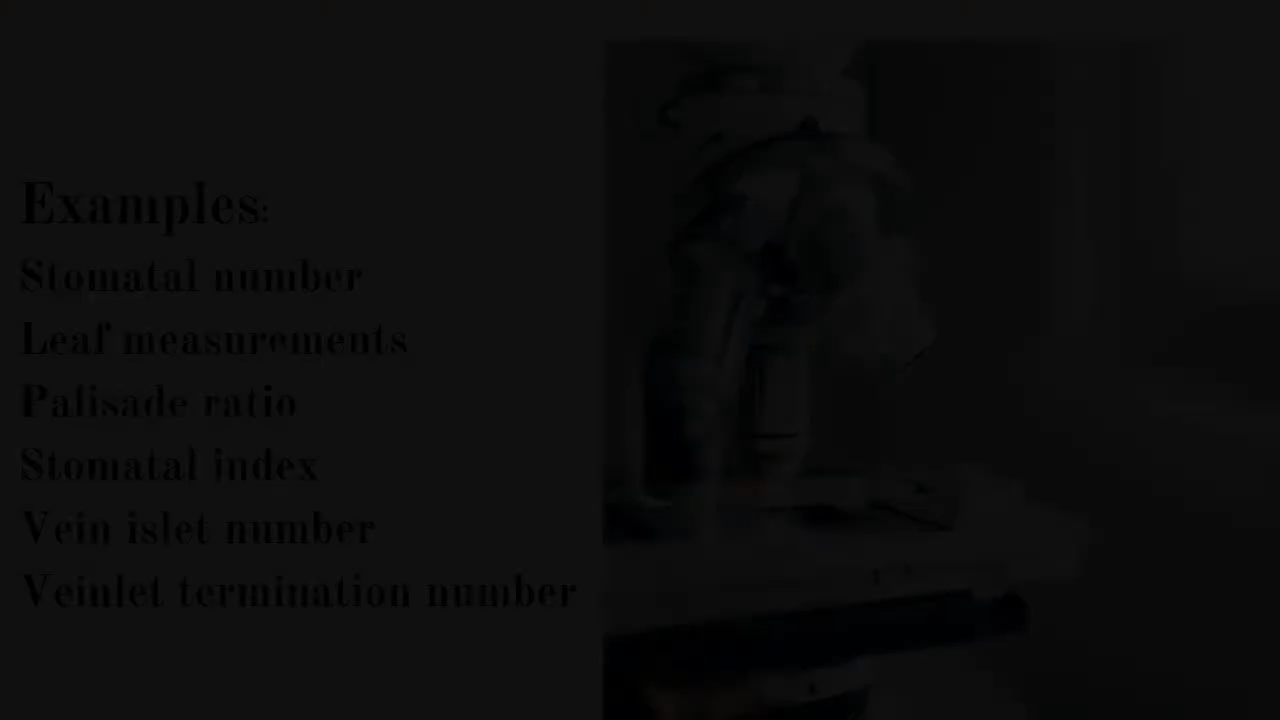 Examples:
Stomatal number
Leaf measurements
Palisade ratio
Stomatal index
Vein islet number
Veinlet termination number